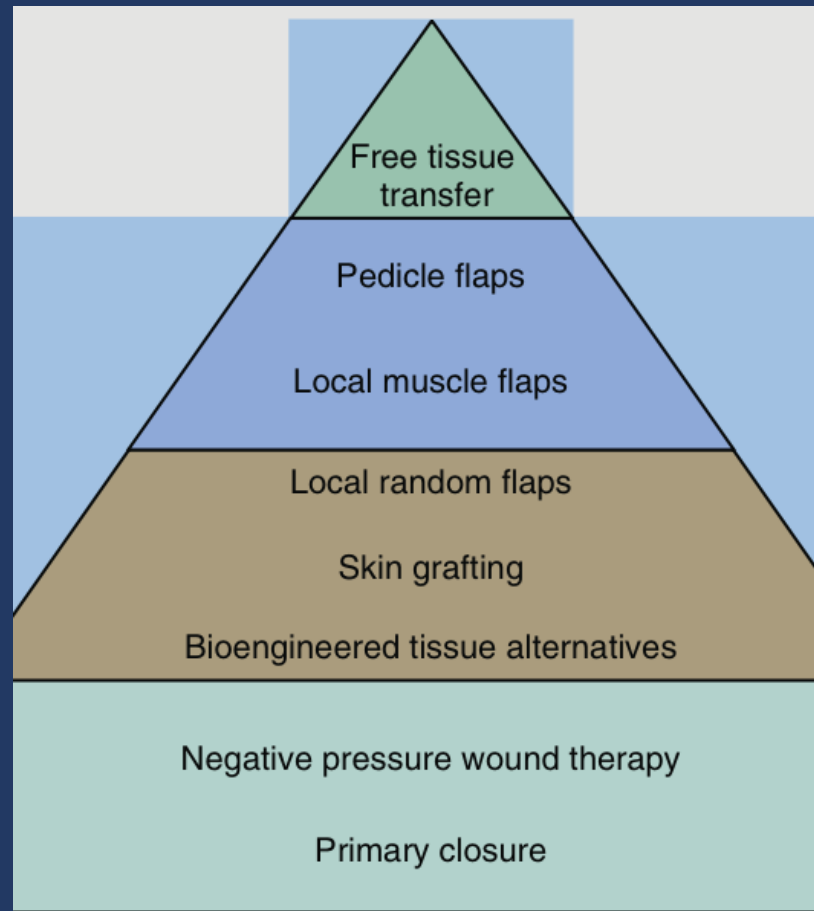 Free tissue
transfer
Pedicle flaps
Local muscle flaps
Local random flaps
Skin grafting
Bioengineered tissue alternatives
Negative pressure wound therapy
Primary closure